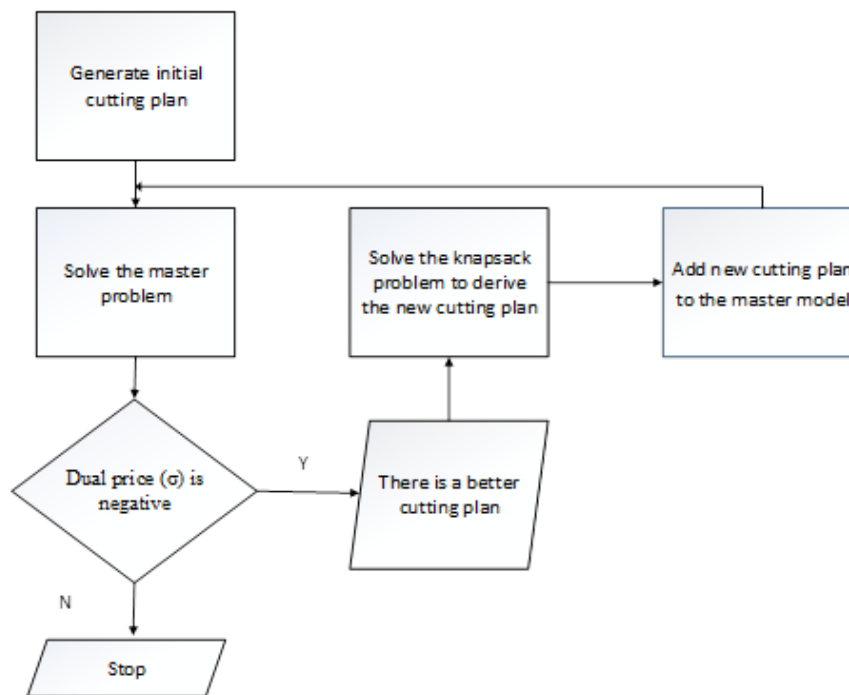 Generate initial
cutting plan
Solve the master
problem
Solve the knapsack
problem to derive
the new cutting plan
Add new cutting plan
to the master model
Dual price (σ) is
negative
Y
There is a better
cutting plan
N
Stop